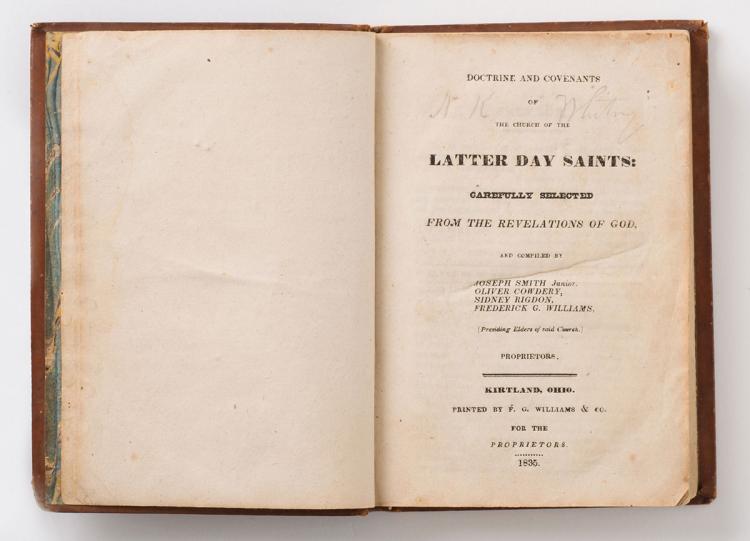 DOCTRINE AND COVENANTS
OF
N K Whitney
THE CHURCH OF THE
LATTER DAY SAINTS:
CAREFULLY SELECTED
FROM THE REVELATIONS OF GOD,
AND COMPILED BY
JOSEPH SMITH Junior.
OLIVER COWDERY,
SIDNEY RIGDON,
FREDERICK G. WILLIAMS,
[Presiding Elders of said Church.]
PROPRIETORS.
KIRTLAND, OHIO.
PRINTED BY F. G. WILLIAMS & CO.
FOR THE
PROPRIETORS.
1835.